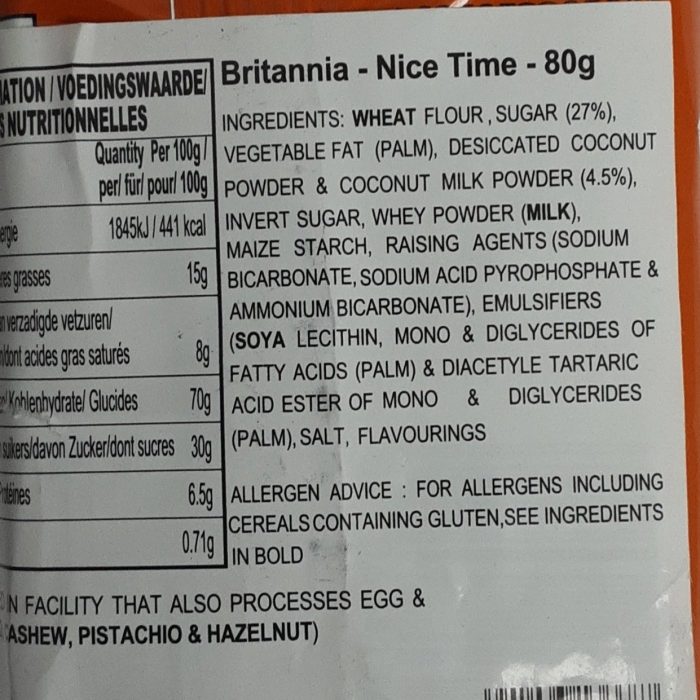 ATION / VOEDINGSWAARDE/
S NUTRITIONNELLES
Quantity Per 100g /
per/ für/ pour/ 100g
ergie 1845kJ / 441 kcal
res grasses 15g
n verzadigde vetzuren/
/dont acides gras saturés 8g
Kohlenhydrate/ Glucides 70g
suikers/davon Zucker/dont sucres 30g
rotéines 6.5g
0.71g
Britannia - Nice Time - 80g
INGREDIENTS: WHEAT FLOUR , SUGAR (27%),
VEGETABLE FAT (PALM), DESICCATED COCONUT
POWDER & COCONUT MILK POWDER (4.5%),
INVERT SUGAR, WHEY POWDER (MILK),
MAIZE STARCH, RAISING AGENTS (SODIUM
BICARBONATE, SODIUM ACID PYROPHOSPHATE &
AMMONIUM BICARBONATE), EMULSIFIERS
(SOYA LECITHIN, MONO & DIGLYCERIDES OF
FATTY ACIDS (PALM) & DIACETYLE TARTARIC
ACID ESTER OF MONO & DIGLYCERIDES
(PALM), SALT, FLAVOURINGS
ALLERGEN ADVICE : FOR ALLERGENS INCLUDING
CEREALS CONTAINING GLUTEN,SEE INGREDIENTS
IN BOLD
N FACILITY THAT ALSO PROCESSES EGG &
CASHEW, PISTACHIO & HAZELNUT)